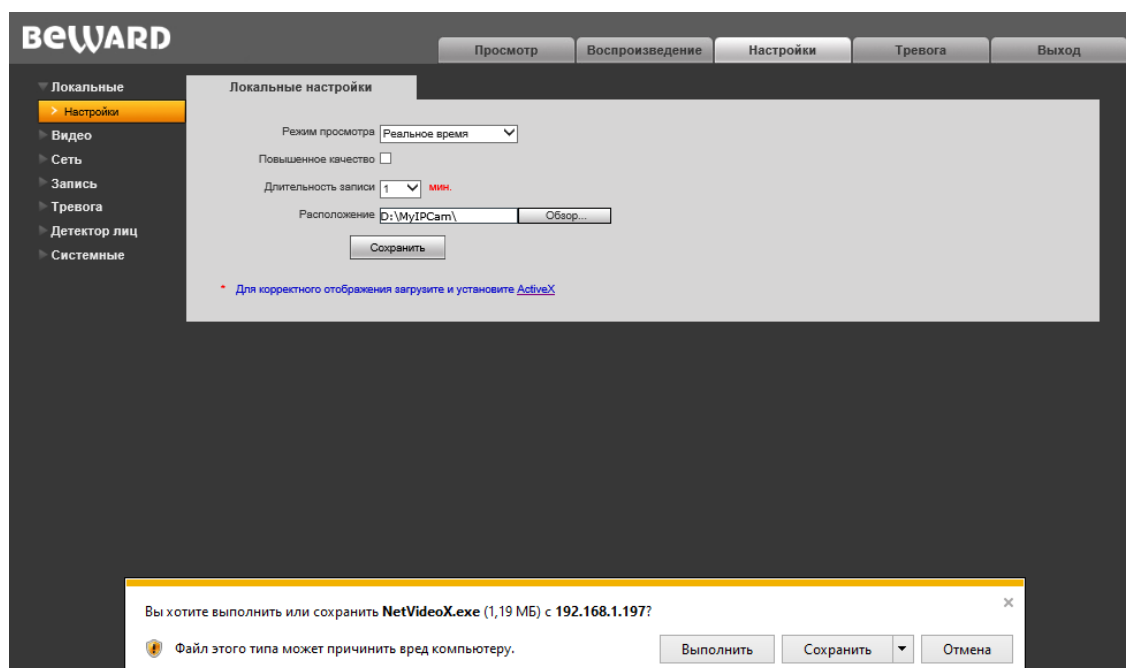 BEWARD
Просмотр Воспроизведение Настройки Тревога Выход
Локальные
Настройки
Видео
Сеть
Запись
Тревога
Детектор лиц
Системные
Локальные настройки
Режим просмотра Реальное время
Повышенное качество
Длительность записи 1 мин.
Расположение D:\MyIPCam\ Обзор...
Сохранить
* Для корректного отображения загрузите и установите ActiveX
Вы хотите выполнить или сохранить NetVideoX.exe (1,19 МБ) с 192.168.1.197?
Файл этого типа может причинить вред компьютеру.
Выполнить Сохранить Отмена